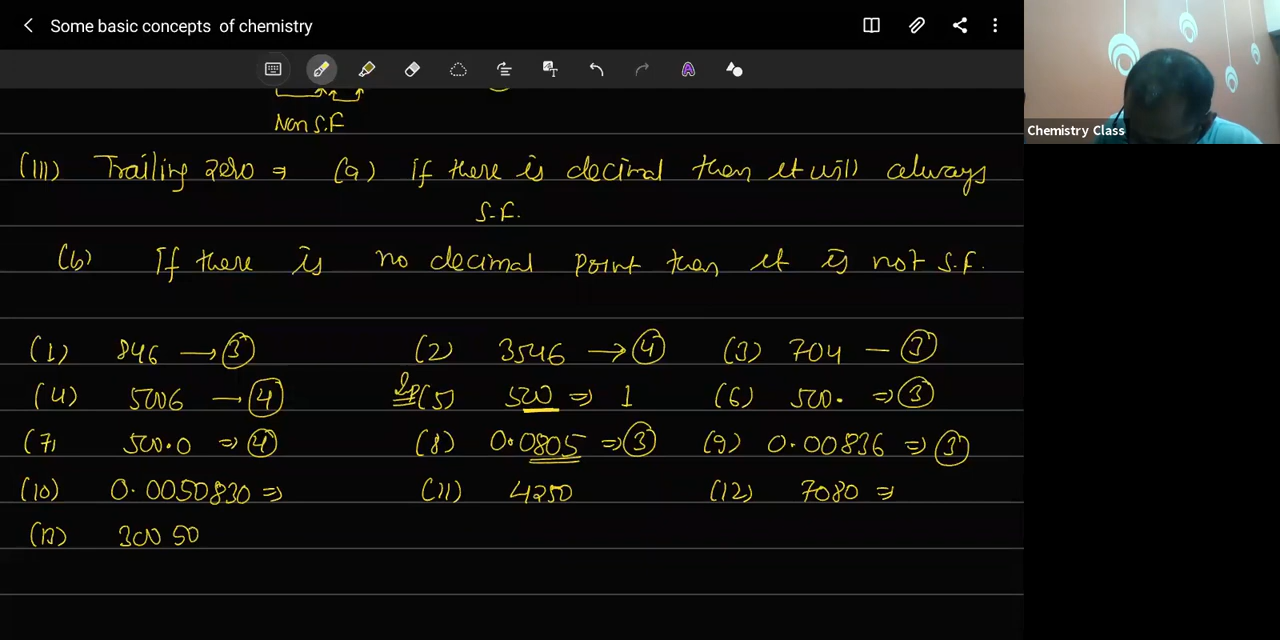 Some basic concepts of chemistry
Chemistry Class
Non S.F
(III) Trailing zero ⇒ (a) If there is decimal then it will always
S.F.
(b) If there is no decimal point then it is not S.F.
(1) 846 → 3 (2) 3546 → 4 (3) 704 — 3
(4) 5006 — 4 (5) 500 ⇒ 1 (6) 500. ⇒ 3
(7) 500.0 ⇒ 4 (8) 0.0805 ⇒ 3 (9) 0.00836 ⇒ 3
(10) 0.0050830 ⇒ (11) 4250 (12) 7080 ⇒
(13) 30050